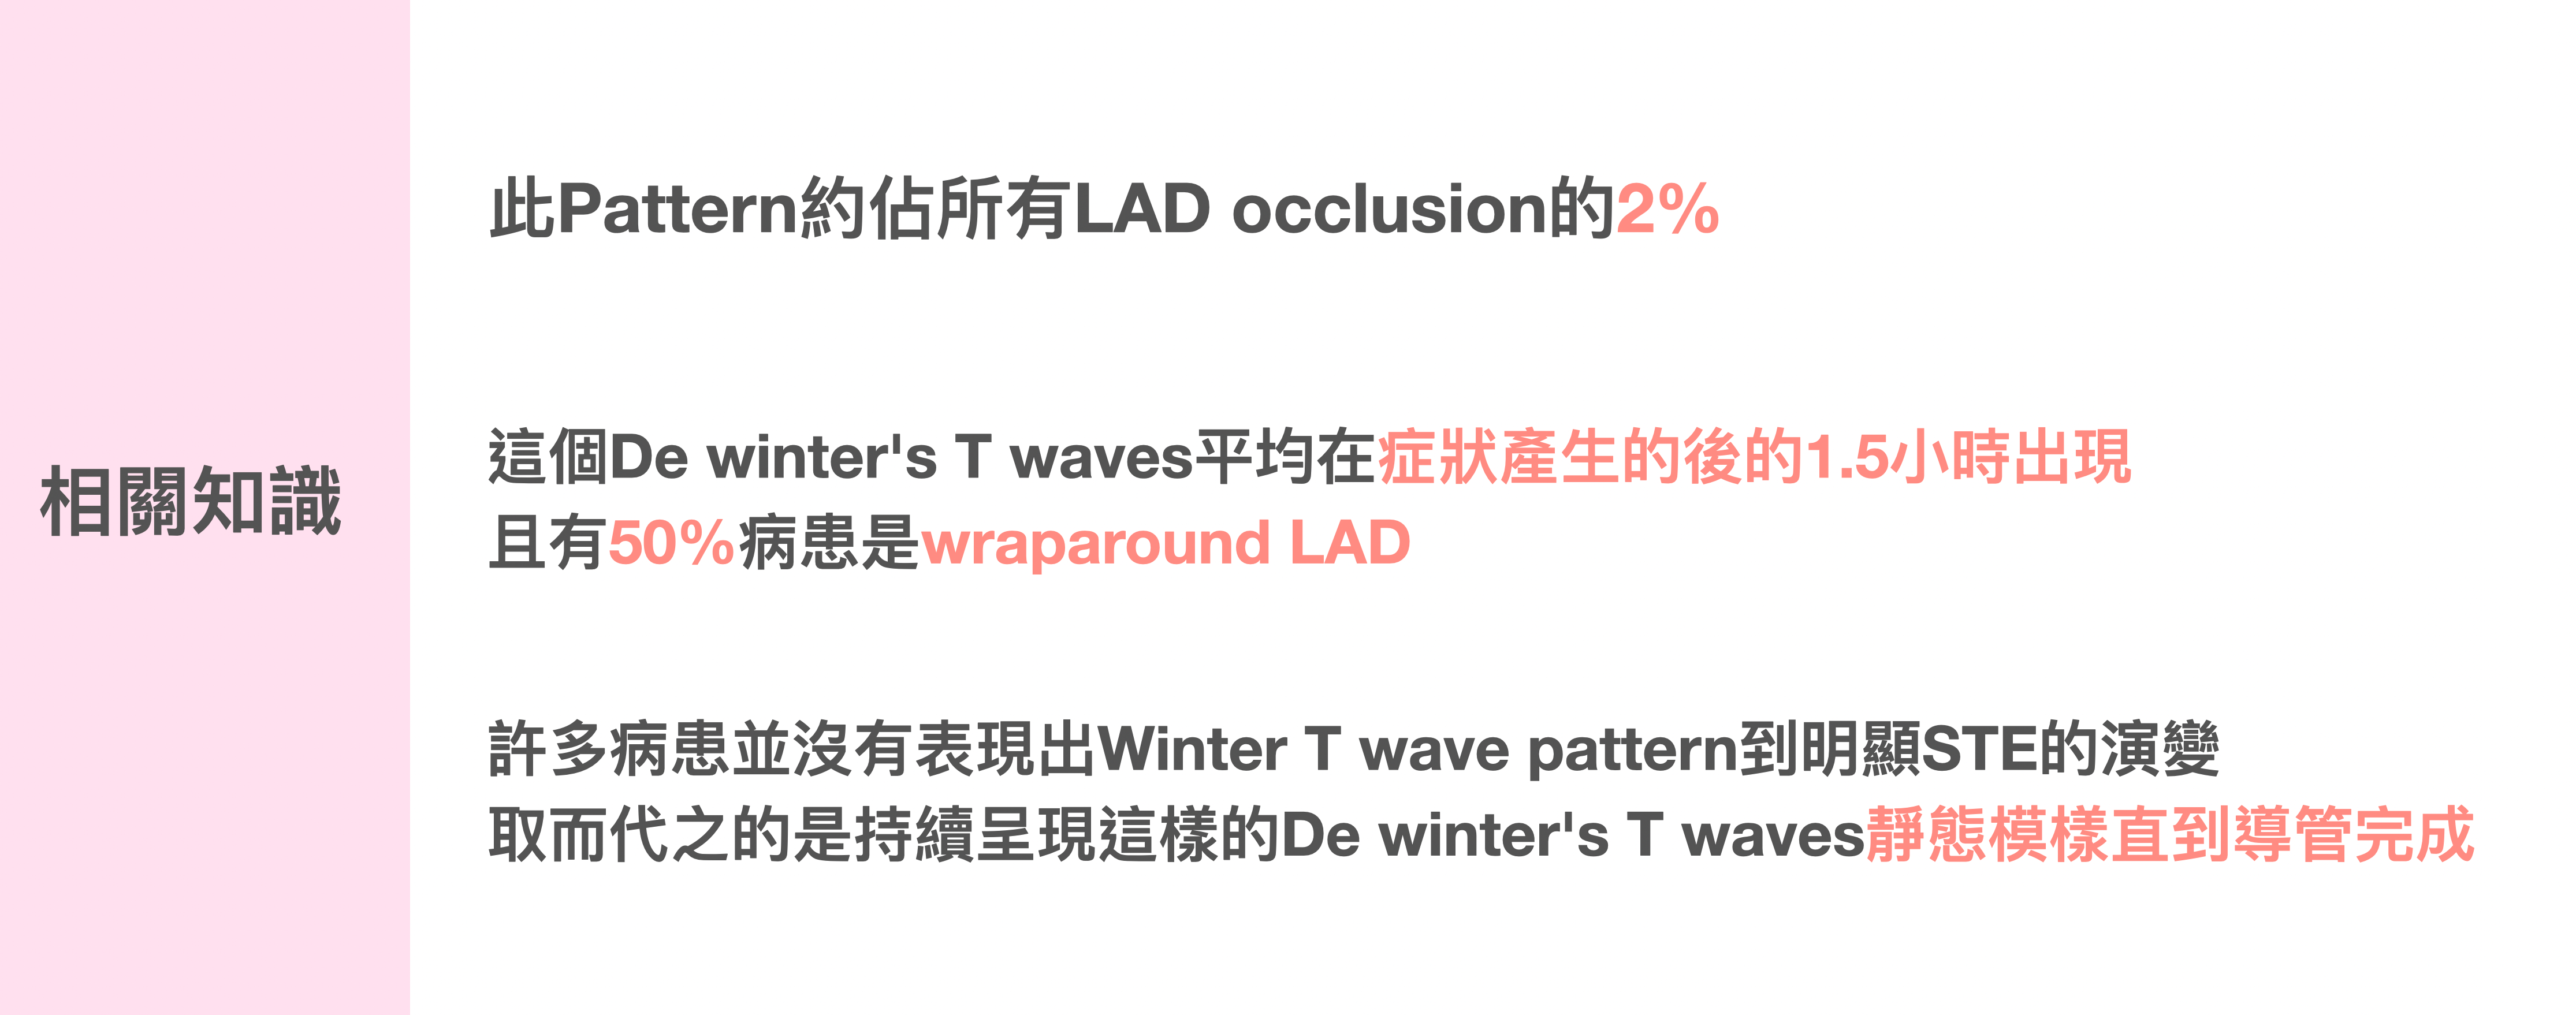 相關知識
此Pattern約佔所有LAD occlusion的2%
這個De winter's T waves平均在症狀產生的後的1.5小時出現
且有50%病患是wraparound LAD
許多病患並沒有表現出Winter T wave pattern到明顯STE的演變
取而代之的是持續呈現這樣的De winter's T waves靜態模樣直到導管完成